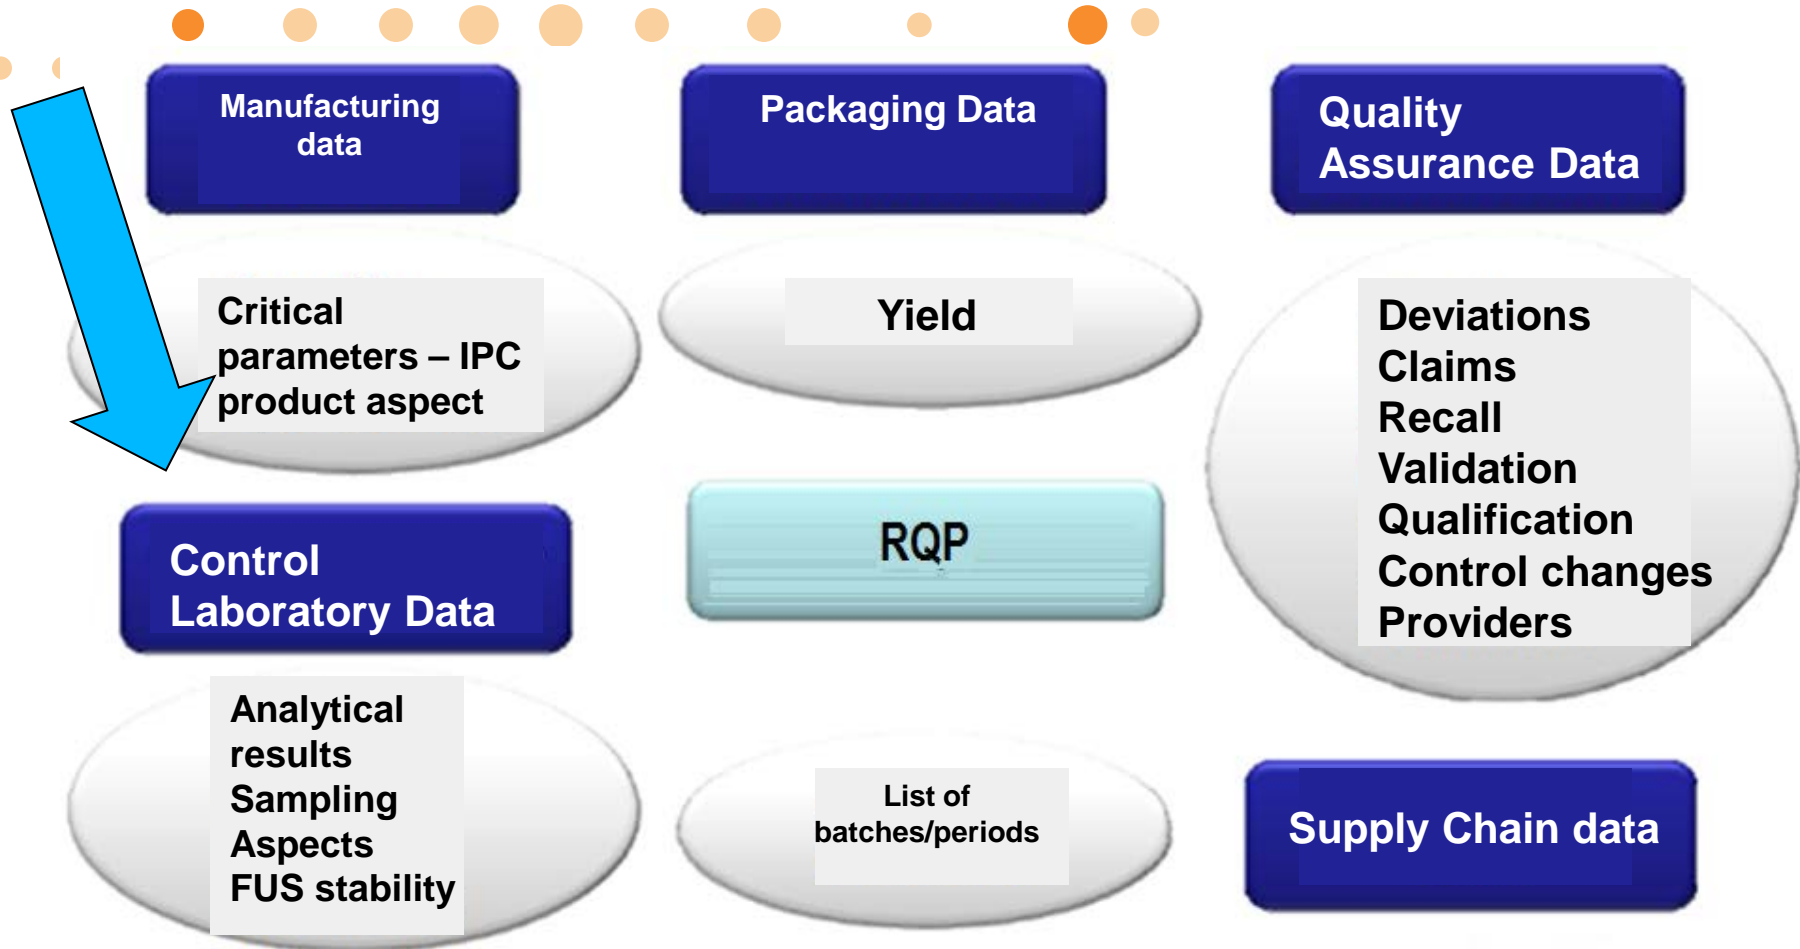 Manufacturing
data
Packaging Data
Quality
Assurance Data
Critical
parameters – IPC
product aspect
Yield
Deviations
Claims
Recall
Validation
Qualification
Control changes
Providers
Control
Laboratory Data
RQP
Analytical
results
Sampling
Aspects
FUS stability
List of
batches/periods
Supply Chain data